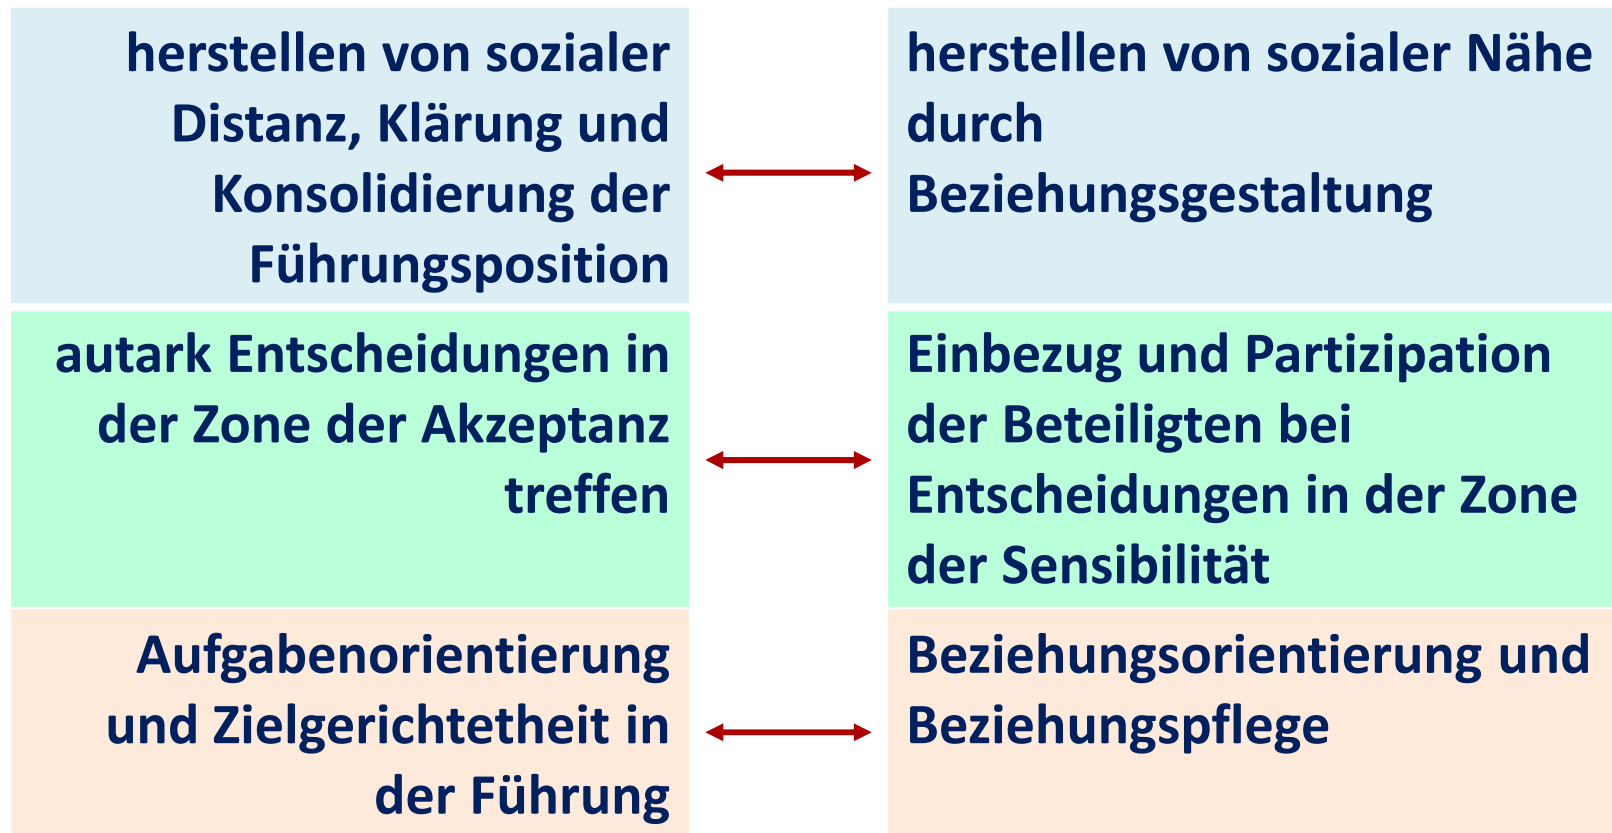 herstellen von sozialer
Distanz, Klärung und
Konsolidierung der
Führungsposition
herstellen von sozialer Nähe
durch
Beziehungsgestaltung
autark Entscheidungen in
der Zone der Akzeptanz
treffen
Einbezug und Partizipation
der Beteiligten bei
Entscheidungen in der Zone
der Sensibilität
Aufgabenorientierung
und Zielgerichtetheit in
der Führung
Beziehungsorientierung und
Beziehungspflege